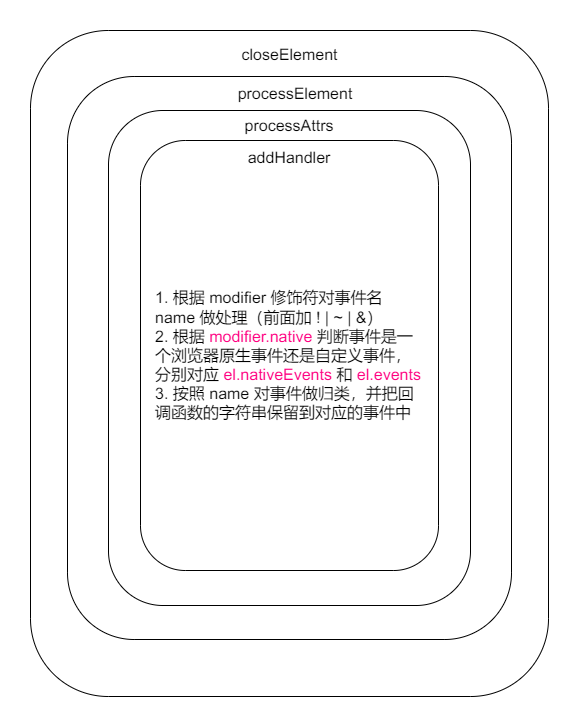 closeElement
processElement
processAttrs
addHandler
1. 根据 modifier 修饰符对事件名
name 做处理（前面加 ! | ~ | &）
2. 根据 modifier.native 判断事件是一
个浏览器原生事件还是自定义事件，
分别对应 el.nativeEvents 和 el.events
3. 按照 name 对事件做归类，并把回
调函数的字符串保留到对应的事件中